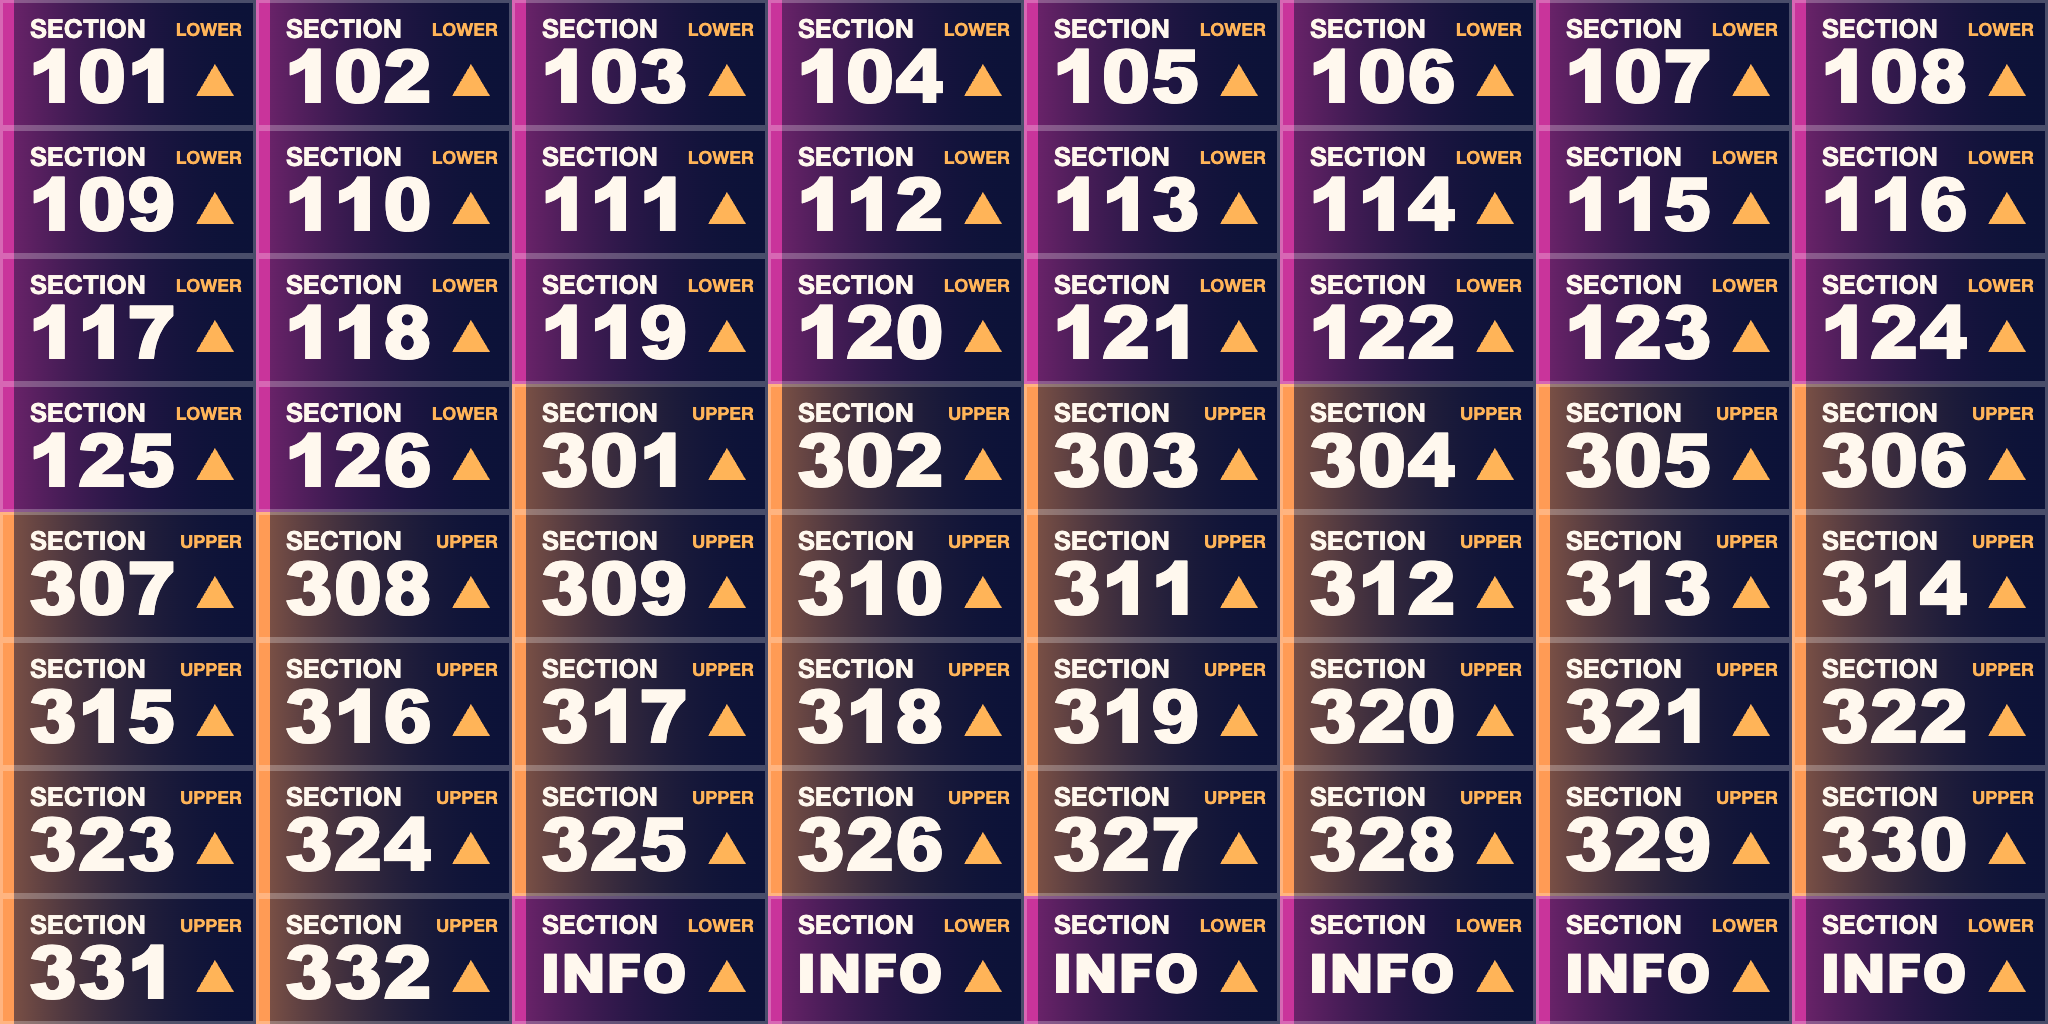 SECTION LOWER SECTION LOWER SECTION LOWER SECTION LOWER SECTION LOWER SECTION LOWER SECTION LOWER SECTION LOWER
101 102 103 104 105 106 107 108
SECTION LOWER SECTION LOWER SECTION LOWER SECTION LOWER SECTION LOWER SECTION LOWER SECTION LOWER SECTION LOWER
109 110 111 112 113 114 115 116
SECTION LOWER SECTION LOWER SECTION LOWER SECTION LOWER SECTION LOWER SECTION LOWER SECTION LOWER SECTION LOWER
117 118 119 120 121 122 123 124
SECTION LOWER SECTION LOWER SECTION UPPER SECTION UPPER SECTION UPPER SECTION UPPER SECTION UPPER SECTION UPPER
125 126 301 302 303 304 305 306
SECTION UPPER SECTION UPPER SECTION UPPER SECTION UPPER SECTION UPPER SECTION UPPER SECTION UPPER SECTION UPPER
307 308 309 310 311 312 313 314
SECTION UPPER SECTION UPPER SECTION UPPER SECTION UPPER SECTION UPPER SECTION UPPER SECTION UPPER SECTION UPPER
315 316 317 318 319 320 321 322
SECTION UPPER SECTION UPPER SECTION UPPER SECTION UPPER SECTION UPPER SECTION UPPER SECTION UPPER SECTION UPPER
323 324 325 326 327 328 329 330
SECTION UPPER SECTION UPPER SECTION LOWER SECTION LOWER SECTION LOWER SECTION LOWER SECTION LOWER SECTION LOWER
331 332 INFO INFO INFO INFO INFO INFO